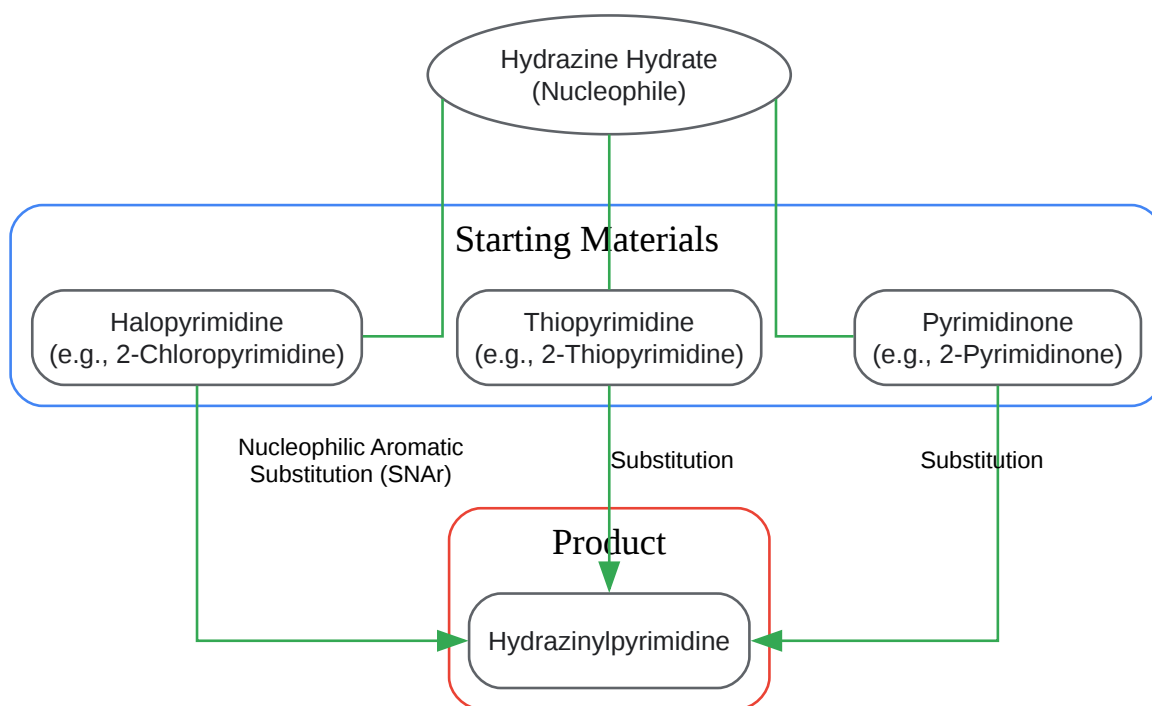 Hydrazine Hydrate
(Nucleophile)
Starting Materials
Halopyrimidine
(e.g., 2-Chloropyrimidine)
Thiopyrimidine
(e.g., 2-Thiopyrimidine)
Pyrimidinone
(e.g., 2-Pyrimidinone)
Nucleophilic Aromatic
Substitution (SNAr)
Substitution
Substitution
Product
Hydrazinylpyrimidine